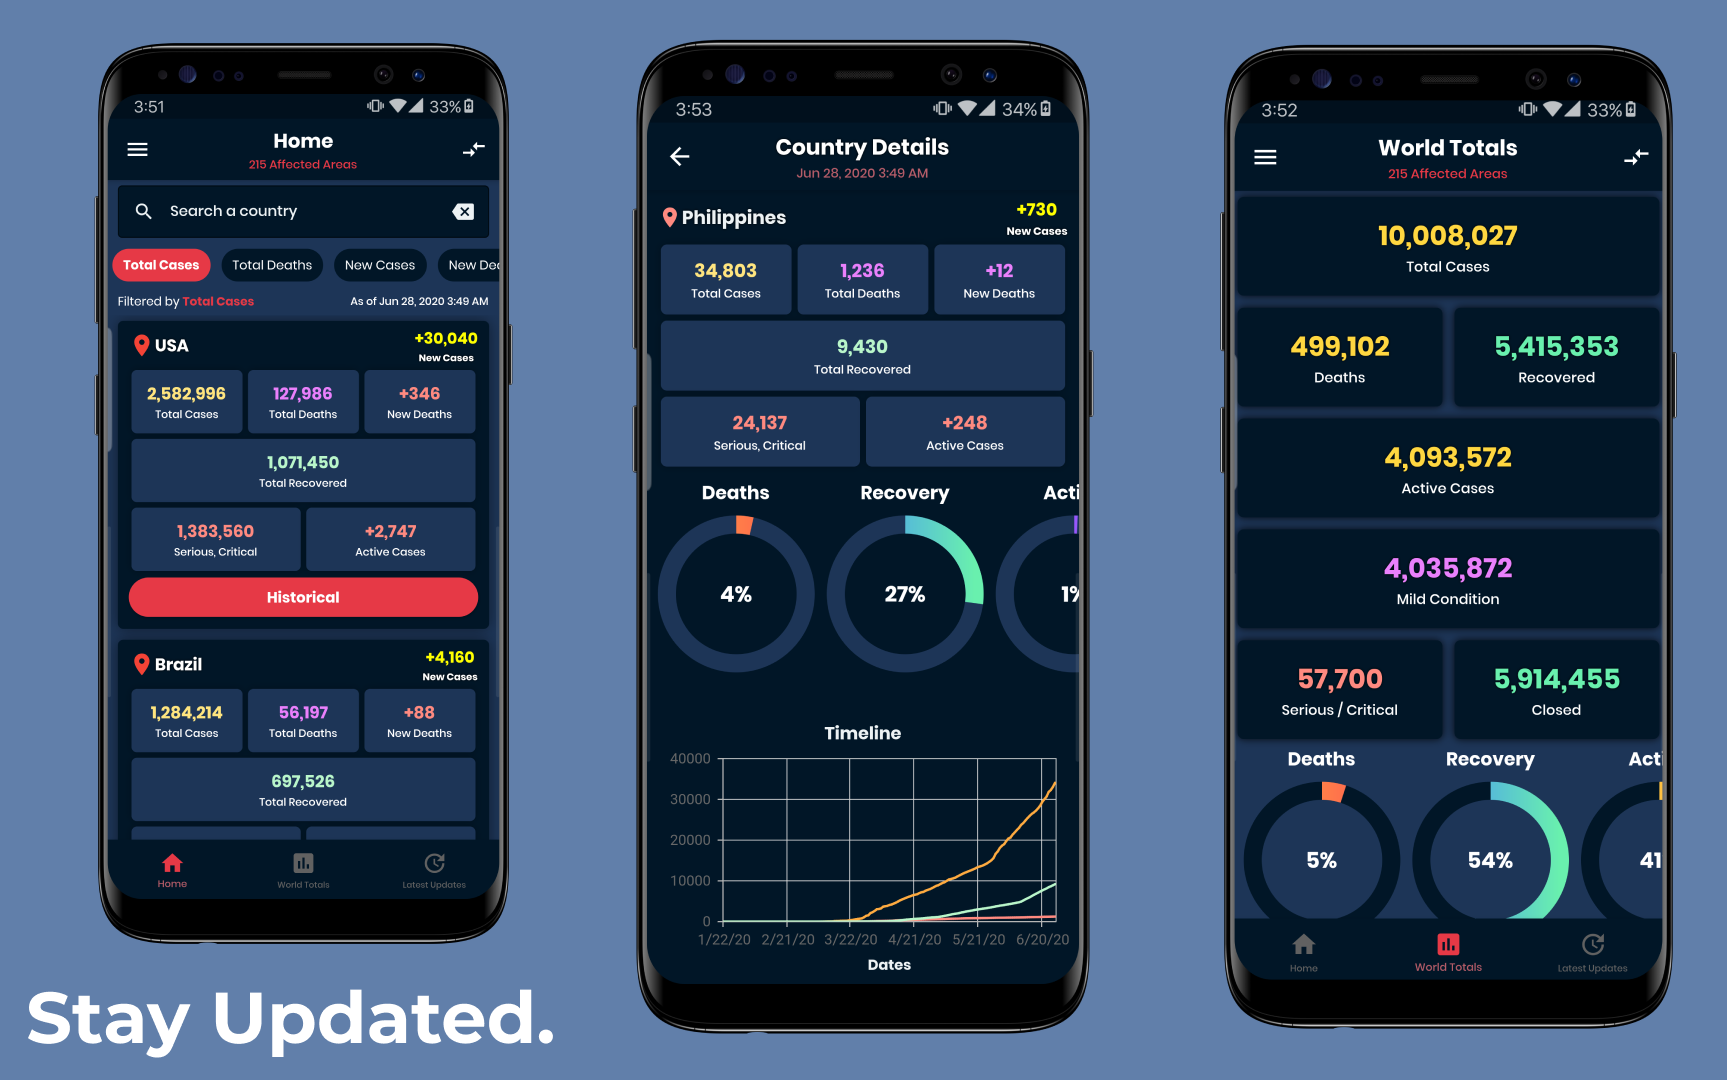 3:51
33%
Home
215 Affected Areas
Search a country
Total Cases
Total Deaths
New Cases
New Dec
Filtered by Total Cases
As of Jun 28, 2020 3:49 AM
USA
+30,040
New Cases
2,582,996
Total Cases
127,986
Total Deaths
+346
New Deaths
1,071,450
Total Recovered
1,383,560
Serious, Critical
+2,747
Active Cases
Historical
Brazil
+4,160
New Cases
1,284,214
Total Cases
56,197
Total Deaths
+88
New Deaths
697,526
Total Recovered
Home
World Totals
Latest Updates
Stay Updated.
3:53
34%
Country Details
Jun 28, 2020 3:49 AM
Philippines
+730
New Cases
34,803
Total Cases
1,236
Total Deaths
+12
New Deaths
9,430
Total Recovered
24,137
Serious, Critical
+248
Active Cases
Deaths
Recovery
Acti
4%
27%
1%
Timeline
40000
30000
20000
10000
0
1/22/20 2/21/20 3/22/20 4/21/20 5/21/20 6/20/20
Dates
3:52
33%
World Totals
215 Affected Areas
10,008,027
Total Cases
499,102
Deaths
5,415,353
Recovered
4,093,572
Active Cases
4,035,872
Mild Condition
57,700
Serious / Critical
5,914,455
Closed
Deaths
Recovery
Acti
5%
54%
41
Home
World Totals
Latest Updates